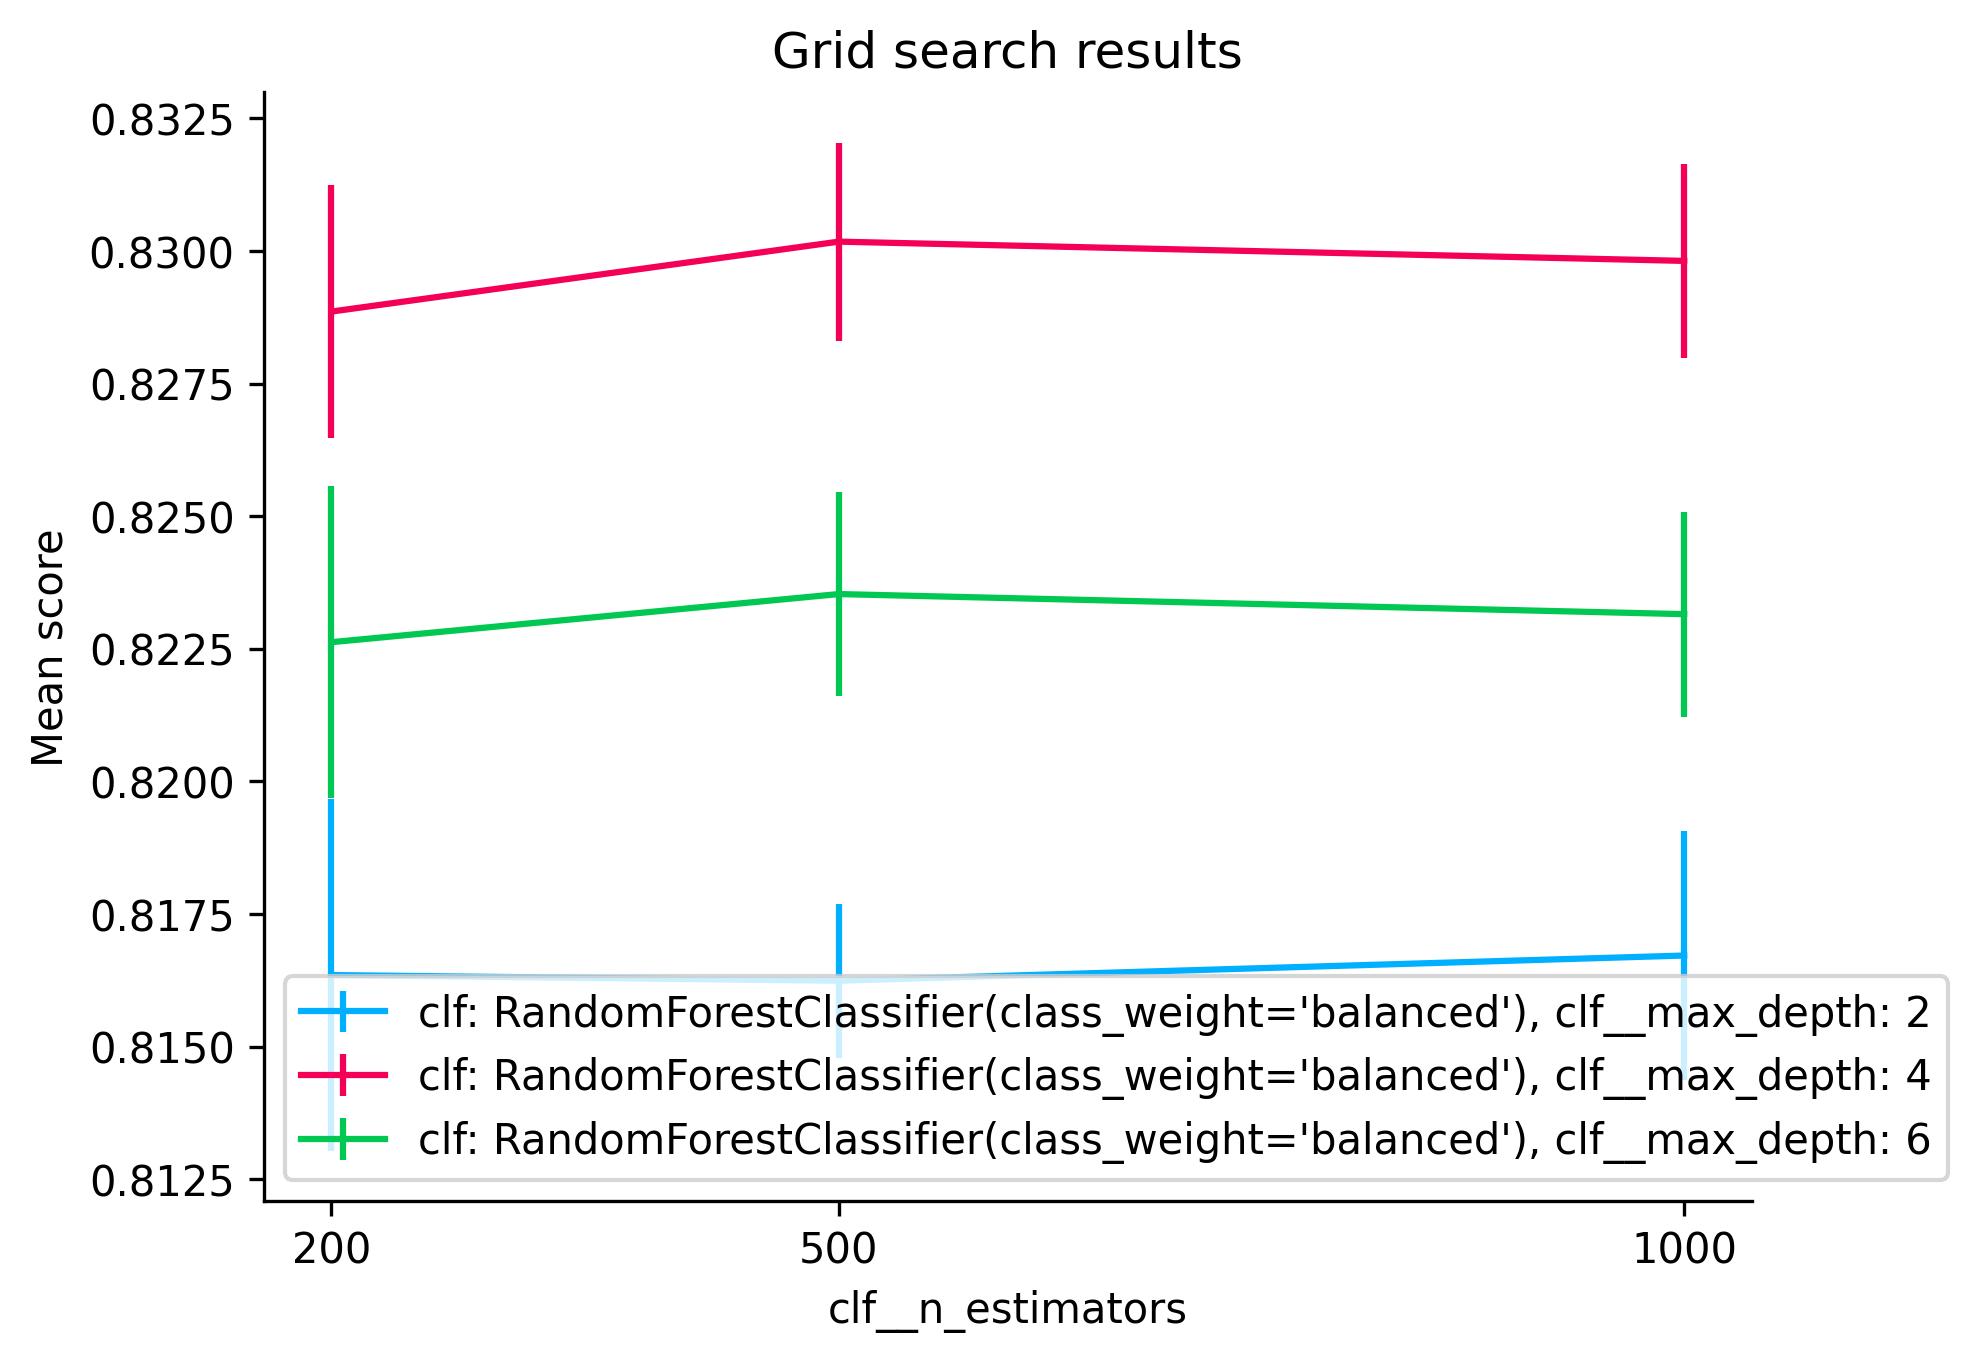 Grid search results
0.8325
0.8300
0.8275
0.8250
0.8225
0.8200
0.8175
0.8150
0.8125
Mean score
clf: RandomForestClassifier(class_weight='balanced'), clf__max_depth: 2
clf: RandomForestClassifier(class_weight='balanced'), clf__max_depth: 4
clf: RandomForestClassifier(class_weight='balanced'), clf__max_depth: 6
200
500
1000
clf__n_estimators